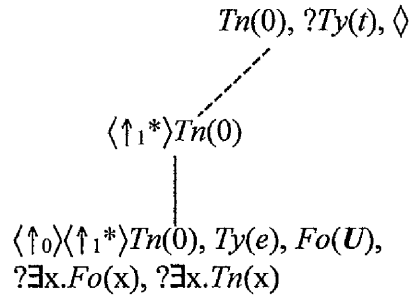 Tn(0), ?Ty(t), ◊
⟨↑₁*⟩Tn(0)
⟨↑₀⟩⟨↑₁*⟩Tn(0), Ty(e), Fo(U),
?∃x.Fo(x), ?∃x.Tn(x)